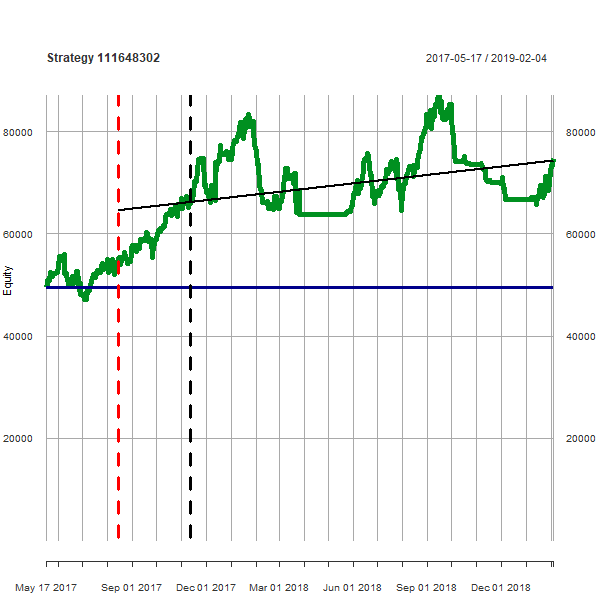 Strategy 111648302
2017-05-17 / 2019-02-04
80000
80000
60000
60000
Equity
40000
40000
20000
20000
May 17 2017
Sep 01 2017
Dec 01 2017
Mar 01 2018
Jun 01 2018
Sep 01 2018
Dec 01 2018